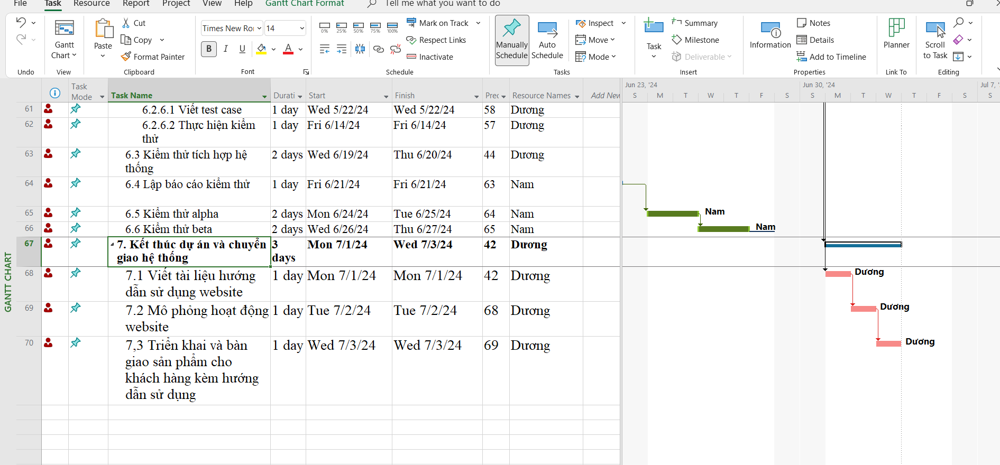 File Task Resource Report Project View Help Gantt Chart Format Tell me what you want to do
Gantt Chart
Paste
Cut
Copy
Format Painter
Times New Ro 14
B I U A
0% 25% 50% 75% 100%
Mark on Track
Respect Links
Inactivate
Manually Schedule
Auto Schedule
Inspect
Move
Mode
Task
Summary
Milestone
Deliverable
Information
Notes
Details
Add to Timeline
Planner
Scroll to Task
Undo View Clipboard Font Schedule Tasks Insert Properties Link To Editing
Task Mode Task Name Durati Start Finish Prec Resource Names Add New
Jun 23, '24 Jun 30, '24 Jul 7, '
S M T W T F S S M T W T F S S
GANTT CHART
61 6.2.6.1 Viết test case 1 day Wed 5/22/24 Wed 5/22/24 58 Dương
62 6.2.6.2 Thực hiện kiểm 1 day Fri 6/14/24 Fri 6/14/24 57 Dương
thử
63 6.3 Kiểm thử tích hợp hệ 2 days Wed 6/19/24 Thu 6/20/24 44 Dương
thống
64 6.4 Lập báo cáo kiểm thử 1 day Fri 6/21/24 Fri 6/21/24 63 Nam
65 6.5 Kiểm thử alpha 2 days Mon 6/24/24 Tue 6/25/24 64 Nam
Nam
66 6.6 Kiểm thử beta 2 days Wed 6/26/24 Thu 6/27/24 65 Nam
Nam
67 7. Kết thúc dự án và chuyển 3 Mon 7/1/24 Wed 7/3/24 42 Dương
giao hệ thống days
68 7.1 Viết tài liệu hướng 1 day Mon 7/1/24 Mon 7/1/24 42 Dương
dẫn sử dụng website
Dương
69 7.2 Mô phỏng hoạt động 1 day Tue 7/2/24 Tue 7/2/24 68 Dương
website
Dương
70 7,3 Triển khai và bàn 1 day Wed 7/3/24 Wed 7/3/24 69 Dương
giao sản phẩm cho
khách hàng kèm hướng
dẫn sử dụng
Dương